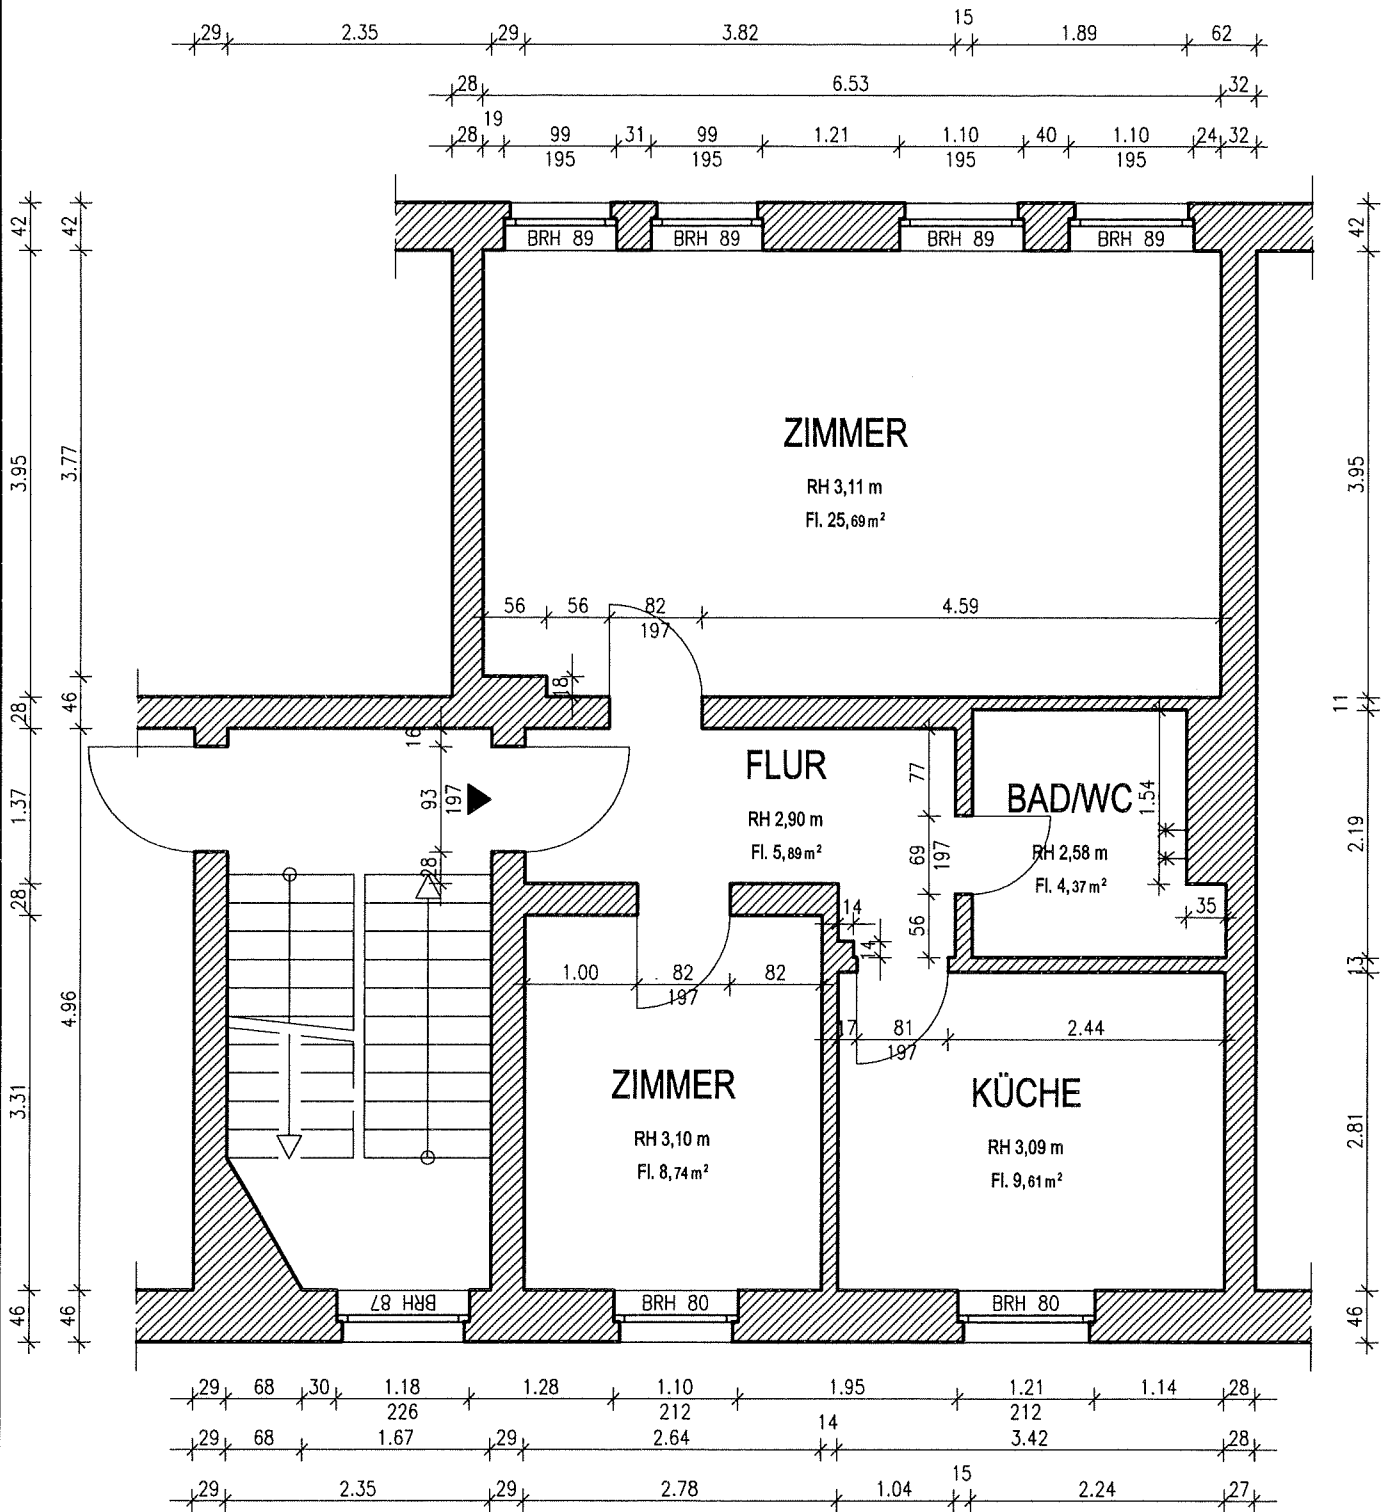 29 2.35 29 3.82 15 1.89 62
28 6.53 32
28 19 99 31 99 1.21 1.10 40 1.10 24 32
195 195 195 195
42 42 42
BRH 89 BRH 89 BRH 89 BRH 89
3.95 3.77 3.95
ZIMMER
RH 3,11 m
Fl. 25,69 m²
56 56 82 4.59
197
18
28 46 11
16
FLUR
RH 2,90 m
Fl. 5,89 m²
77
BAD/WC
RH 2,58 m
Fl. 4,37 m²
1.54
1.37 93 197 69 197 2.19
28 28
14 56 35
14
13
1.00 82 82
197
17 81 2.44
197
4.96
3.31 2.81
ZIMMER
RH 3,10 m
Fl. 8,74 m²
KÜCHE
RH 3,09 m
Fl. 9,61 m²
46 46 46
BRH 87 BRH 80 BRH 80
29 68 30 1.18 1.28 1.10 1.95 1.21 1.14 28
226 212 212
29 68 1.67 29 2.64 14 3.42 28
29 2.35 29 2.78 1.04 15 2.24 27